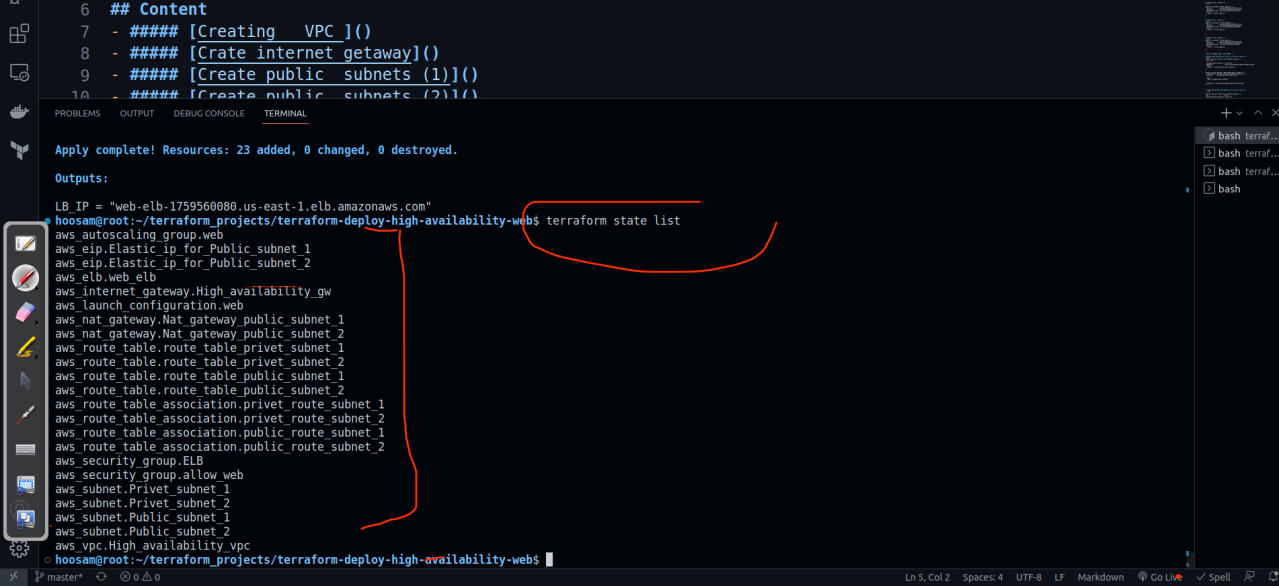 6 ## Content
7 - ##### [Creating   VPC ]()
8 - ##### [Crate internet getaway]()
9 - ##### [Create public  subnets (1)]()
10 - ##### [Create public  subnets (2)]()
PROBLEMS OUTPUT DEBUG CONSOLE TERMINAL
bash terraf...
bash terraf...
bash terraf...
bash
Apply complete! Resources: 23 added, 0 changed, 0 destroyed.
Outputs:
LB_IP = "web-elb-1759560080.us-east-1.elb.amazonaws.com"
hoosam@root:~/terraform_projects/terraform-deploy-high-availability-web$ terraform state list
aws_autoscaling_group.web
aws_eip.Elastic_ip_for_Public_subnet_1
aws_eip.Elastic_ip_for_Public_subnet_2
aws_elb.web_elb
aws_internet_gateway.High_availability_gw
aws_launch_configuration.web
aws_nat_gateway.Nat_gateway_public_subnet_1
aws_nat_gateway.Nat_gateway_public_subnet_2
aws_route_table.route_table_privet_subnet_1
aws_route_table.route_table_privet_subnet_2
aws_route_table.route_table_public_subnet_1
aws_route_table.route_table_public_subnet_2
aws_route_table_association.privet_route_subnet_1
aws_route_table_association.privet_route_subnet_2
aws_route_table_association.public_route_subnet_1
aws_route_table_association.public_route_subnet_2
aws_security_group.ELB
aws_security_group.allow_web
aws_subnet.Privet_subnet_1
aws_subnet.Privet_subnet_2
aws_subnet.Public_subnet_1
aws_subnet.Public_subnet_2
aws_vpc.High_availability_vpc
hoosam@root:~/terraform_projects/terraform-deploy-high-availability-web$
master* 0 0 Ln 5, Col 2 Spaces: 4 UTF-8 LF Markdown Go Live Spell